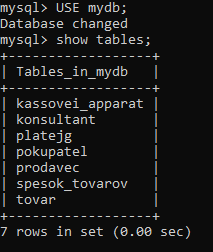 mysql> USE mydb;
Database changed
mysql> show tables;
+-----------------+
| Tables_in_mydb  |
+-----------------+
| kassovei_apparat |
| konsultant      |
| platejg         |
| pokupatel       |
| prodavec        |
| spesok_tovarov  |
| tovar           |
+-----------------+
7 rows in set (0.00 sec)